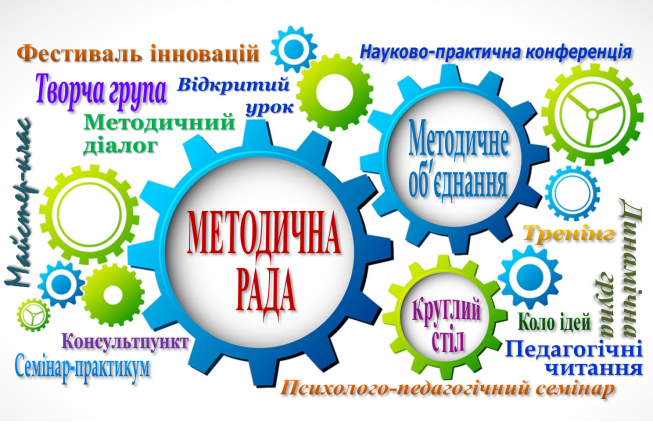 Фестиваль інновацій
Науково-практична конференція
Творча група
Відкритий
урок
Методичний
діалог
Майстер-клас
Методичне
об'єднання
МЕТОДИЧНА
РАДА
Тренінг
Динамічна
група
Круглий
стіл
Коло ідей
Консультпункт
Педагогічні
читання
Семінар-практикум
Психолого-педагогічний семінар